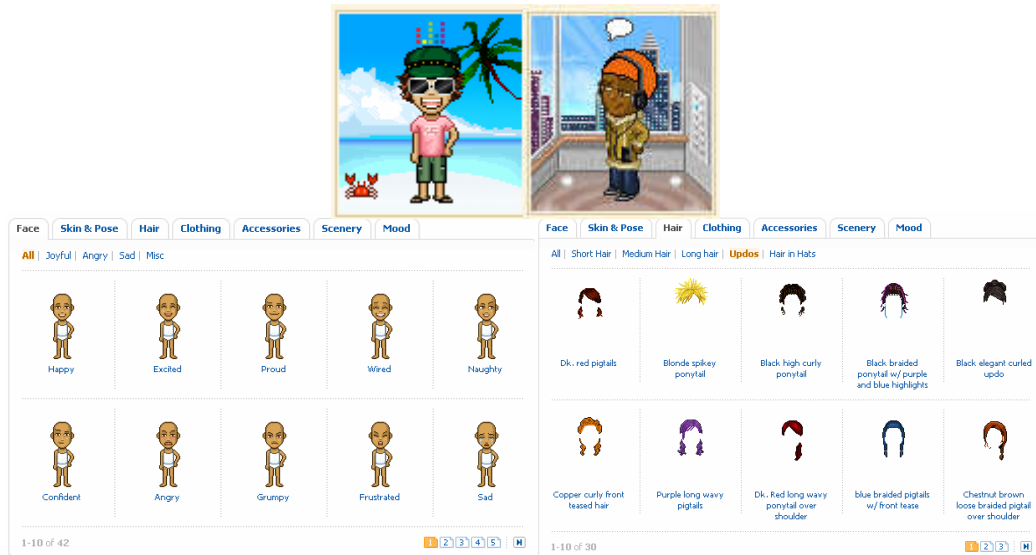 Face Skin & Pose Hair Clothing Accessories Scenery Mood
All | Joyful | Angry | Sad | Misc
Happy Excited Proud Wired Naughty
Confident Angry Grumpy Frustrated Sad
1-10 of 42 1 2 3 4 5
Face Skin & Pose Hair Clothing Accessories Scenery Mood
All | Short Hair | Medium Hair | Long hair | Updos | Hair in Hats
Dk. red pigtails
Blonde spikey
ponytail
Black high curly
ponytail
Black braided
ponytail w/ purple
and blue highlights
Black elegant curled
updo
Copper curly front
teased hair
Purple long wavy
pigtails
Dk. Red long wavy
ponytail over
shoulder
blue braided pigtails
w/ front tease
Chestnut brown
loose braided pigtail
over shoulder
1-10 of 30 1 2 3